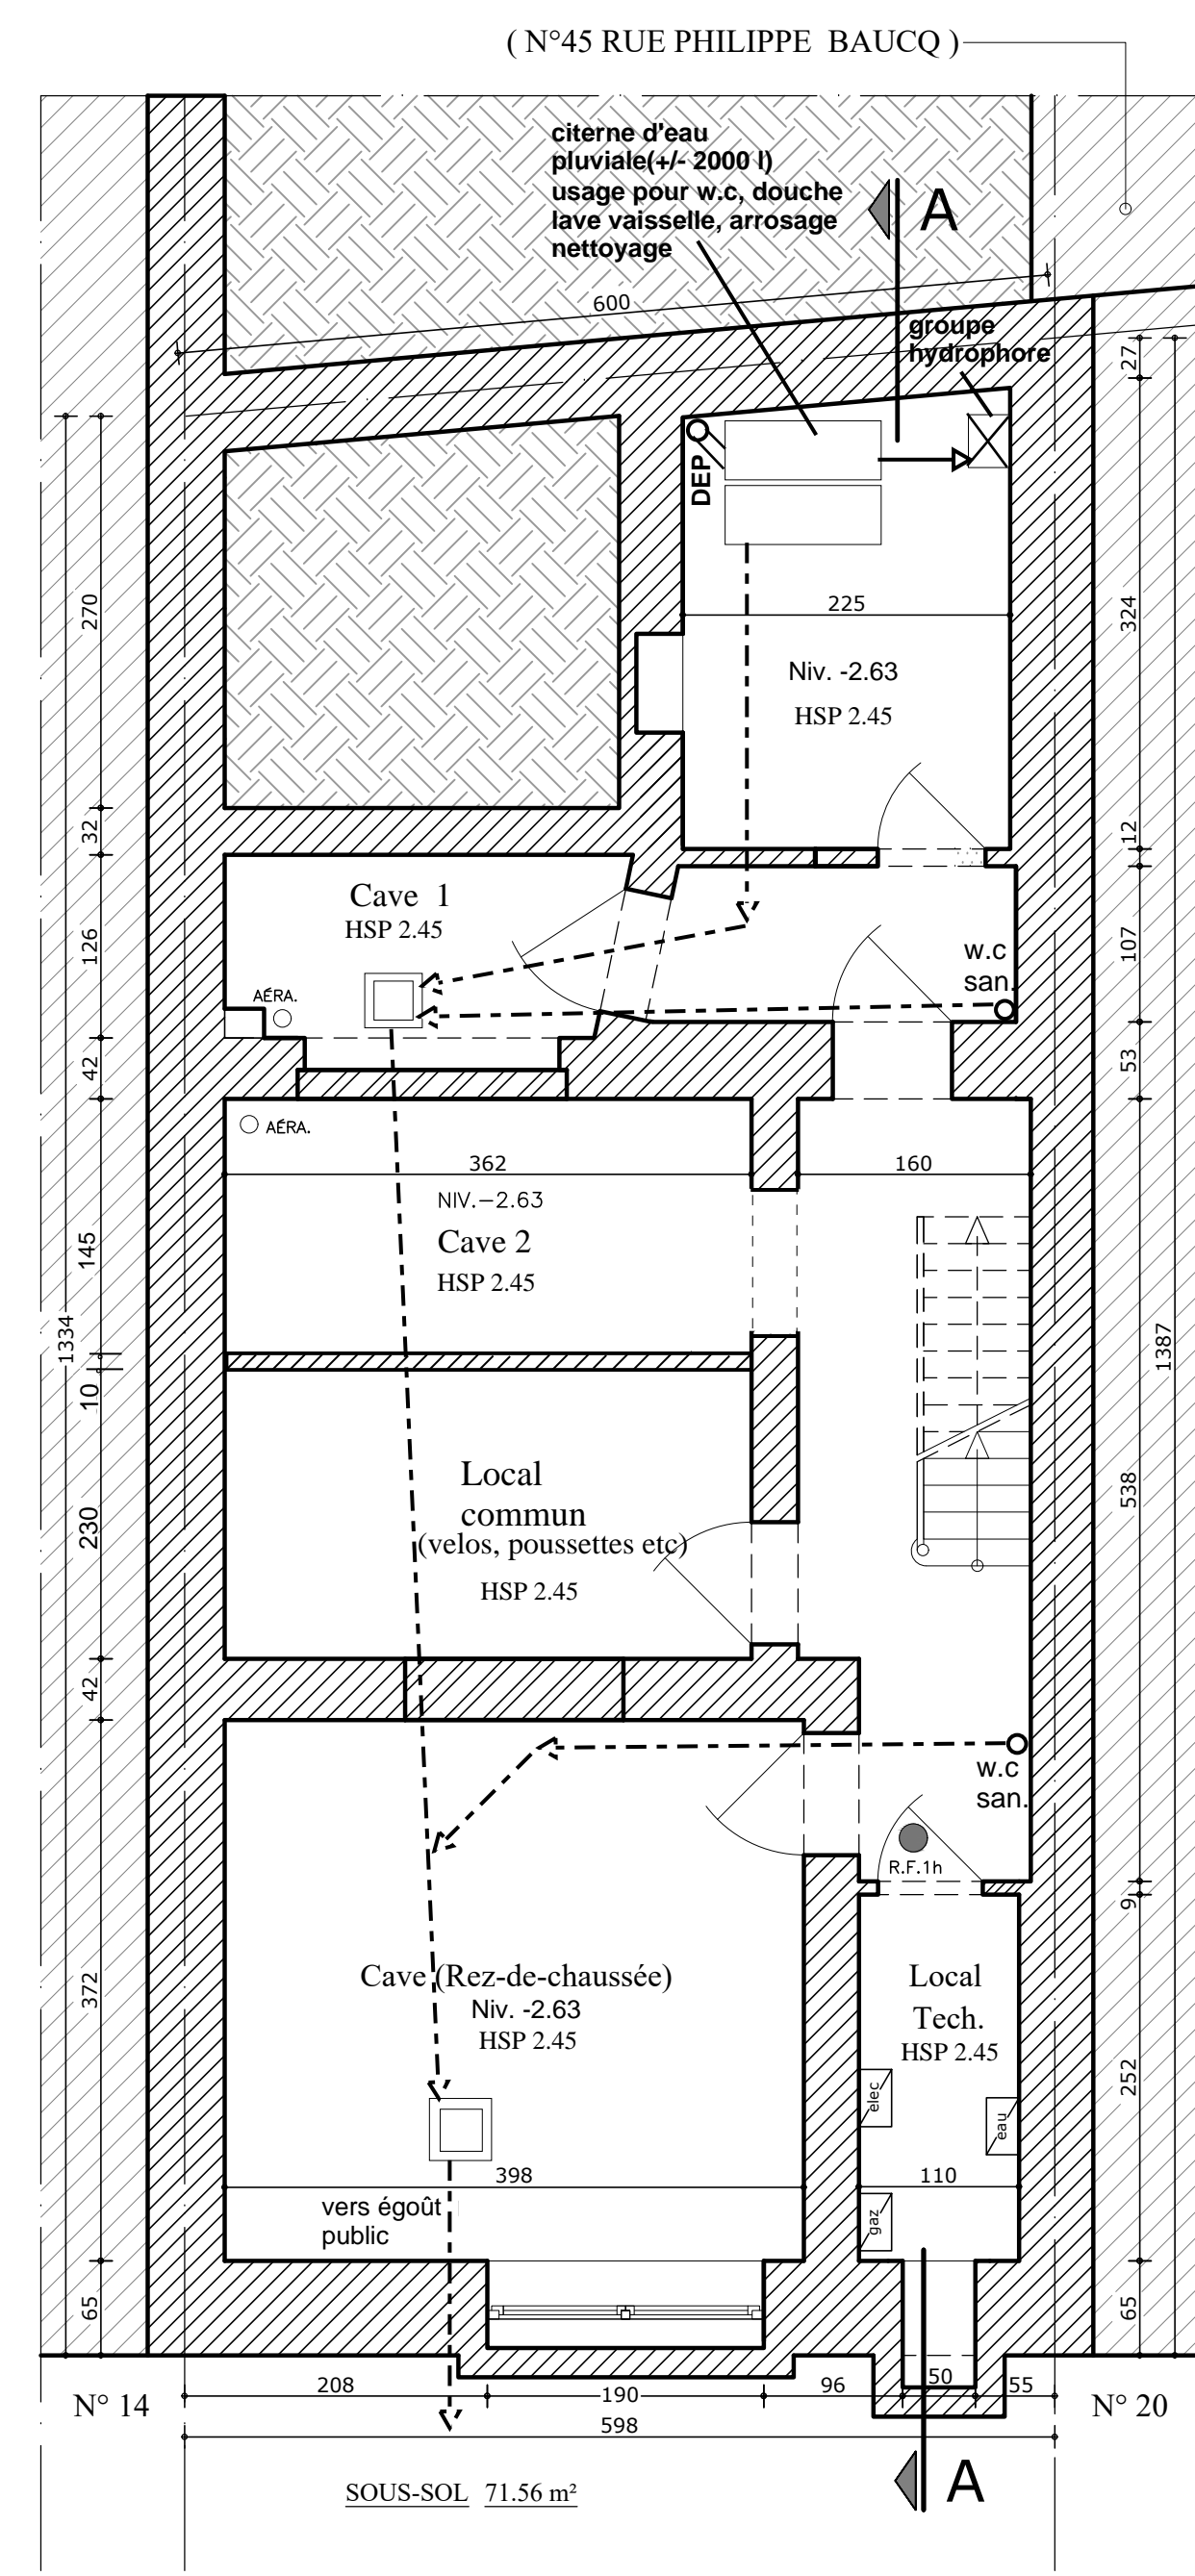 ( N°45 RUE PHILIPPE BAUCQ )
citerne d'eau
pluviale(+/- 2000 l)
usage pour w.c, douche
lave vaisselle, arrosage
nettoyage
A
600
groupe
hydrophore
27
DEP
270
225
324
Niv. -2.63
HSP 2.45
32
12
Cave 1
HSP 2.45
126
107
w.c
san.
AÉRA.
42
53
AÉRA.
362
160
NIV.-2.63
Cave 2
HSP 2.45
145
1334
1387
10
Local
commun
(velos, poussettes etc)
HSP 2.45
230
538
42
w.c
san.
R.F.1h
9
Cave (Rez-de-chaussée)
Niv. -2.63
HSP 2.45
Local
Tech.
HSP 2.45
372
252
elec
eau
398
110
vers égoût
public
gaz
65
65
208
190
96
50
55
N° 14
N° 20
598
A
SOUS-SOL 71.56 m²